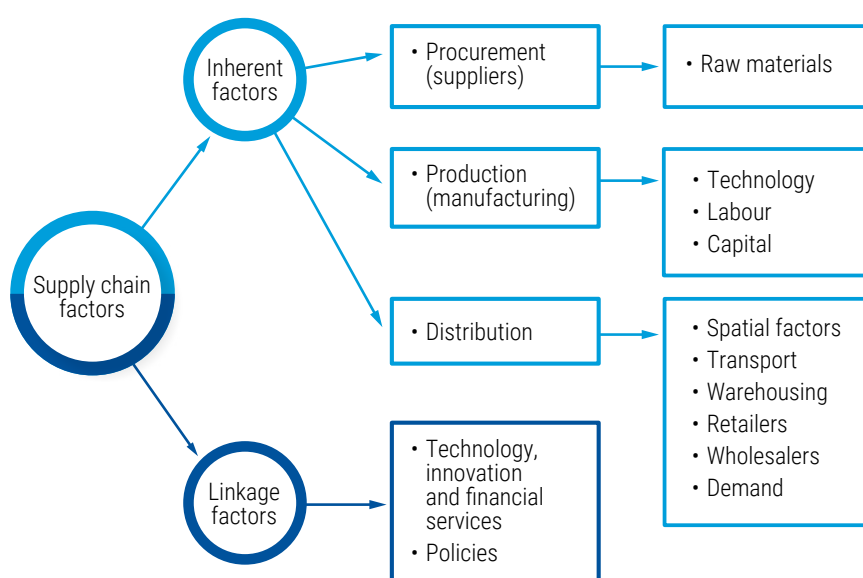 Supply chain
factors
Inherent
factors
• Procurement
(suppliers)
• Raw materials
• Production
(manufacturing)
• Technology
• Labour
• Capital
• Distribution
• Spatial factors
• Transport
• Warehousing
• Retailers
• Wholesalers
• Demand
Linkage
factors
• Technology,
innovation
and financial
services
• Policies